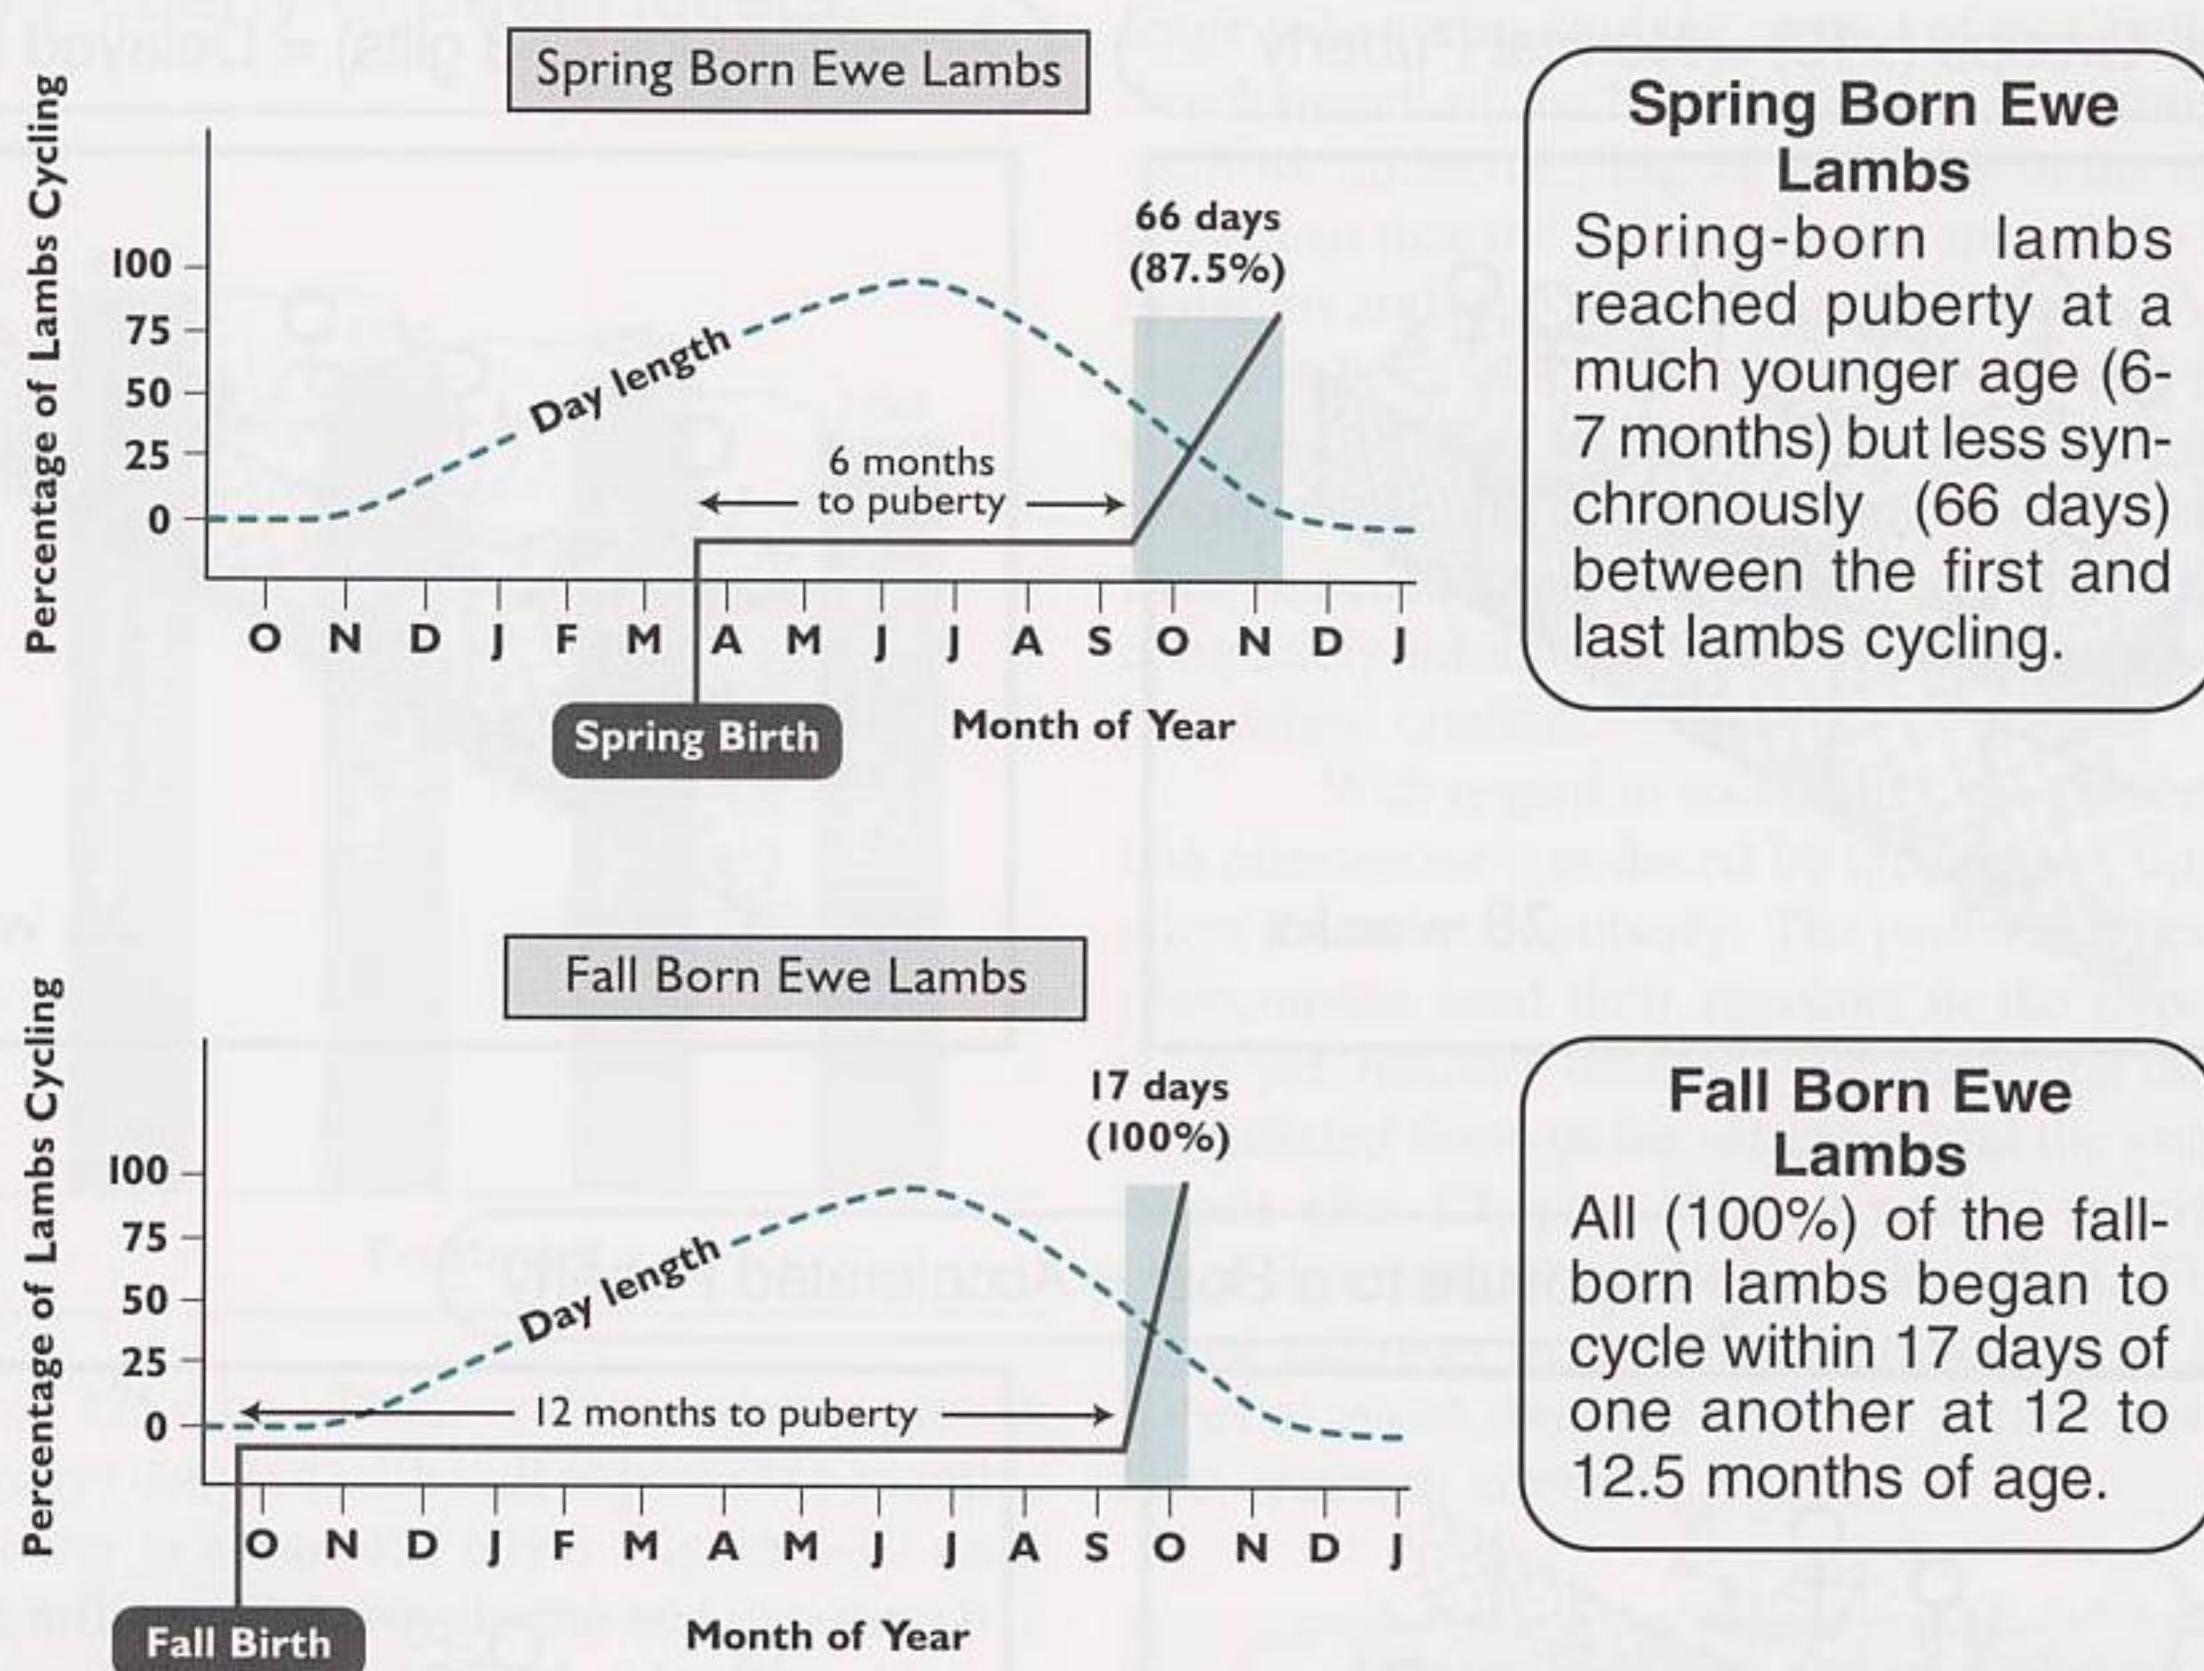 Spring Born Ewe Lambs
Percentage of Lambs Cycling
100
75
50
25
0
Day length
66 days
(87.5%)
6 months
to puberty
O N D J F M A M J J A S O N D J
Spring Birth
Month of Year
Spring Born Ewe
Lambs
Spring-born lambs
reached puberty at a
much younger age (6-
7 months) but less syn-
chronously (66 days)
between the first and
last lambs cycling.
Fall Born Ewe Lambs
Percentage of Lambs Cycling
100
75
50
25
0
Day length
17 days
(100%)
12 months to puberty
O N D J F M A M J J A S O N D J
Fall Birth
Month of Year
Fall Born Ewe
Lambs
All (100%) of the fall-
born lambs began to
cycle within 17 days of
one another at 12 to
12.5 months of age.